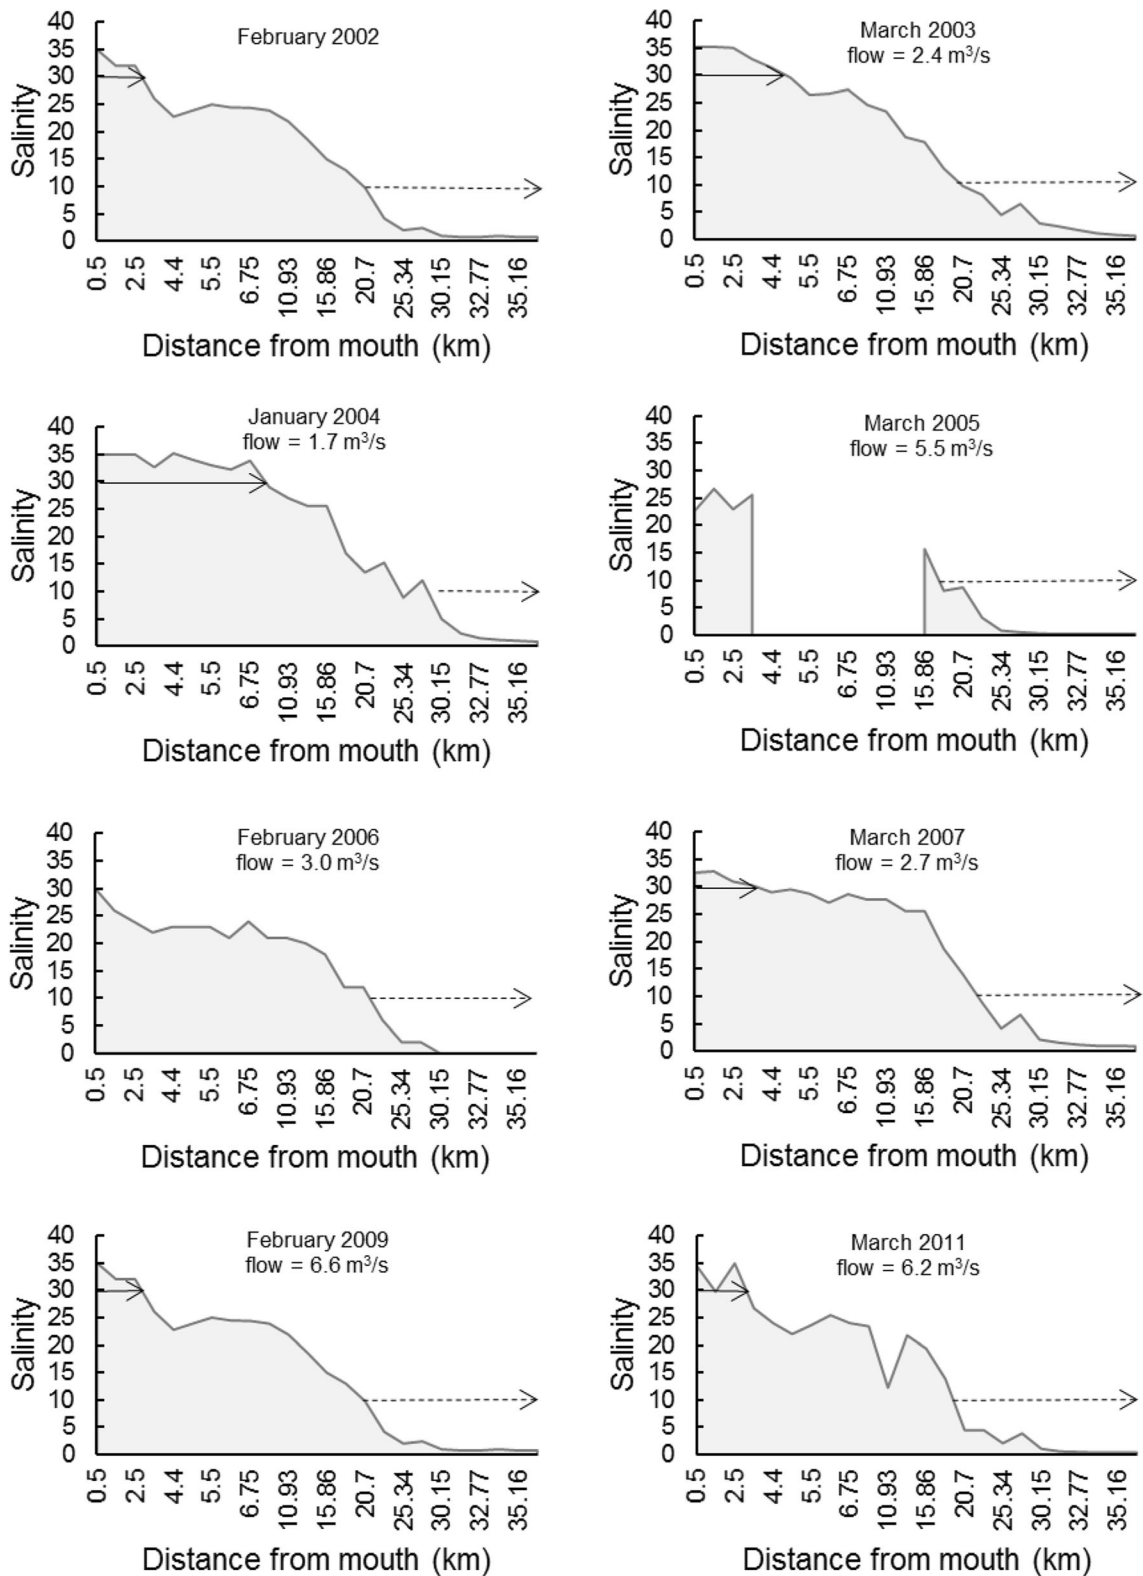 February 2002
Salinity
40
35
30
25
20
15
10
5
0
0.5 2.5 4.4 5.5 6.75 10.93 15.86 20.7 25.34 30.15 32.77 35.16
Distance from mouth (km)
March 2003
flow = 2.4 m³/s
Salinity
40
35
30
25
20
15
10
5
0
0.5 2.5 4.4 5.5 6.75 10.93 15.86 20.7 25.34 30.15 32.77 35.16
Distance from mouth (km)
January 2004
flow = 1.7 m³/s
Salinity
40
35
30
25
20
15
10
5
0
0.5 2.5 4.4 5.5 6.75 10.93 15.86 20.7 25.34 30.15 32.77 35.16
Distance from mouth (km)
March 2005
flow = 5.5 m³/s
Salinity
40
35
30
25
20
15
10
5
0
0.5 2.5 4.4 5.5 6.75 10.93 15.86 20.7 25.34 30.15 32.77 35.16
Distance from mouth (km)
February 2006
flow = 3.0 m³/s
Salinity
40
35
30
25
20
15
10
5
0
0.5 2.5 4.4 5.5 6.75 10.93 15.86 20.7 25.34 30.15 32.77 35.16
Distance from mouth (km)
March 2007
flow = 2.7 m³/s
Salinity
40
35
30
25
20
15
10
5
0
0.5 2.5 4.4 5.5 6.75 10.93 15.86 20.7 25.34 30.15 32.77 35.16
Distance from mouth (km)
February 2009
flow = 6.6 m³/s
Salinity
40
35
30
25
20
15
10
5
0
0.5 2.5 4.4 5.5 6.75 10.93 15.86 20.7 25.34 30.15 32.77 35.16
Distance from mouth (km)
March 2011
flow = 6.2 m³/s
Salinity
40
35
30
25
20
15
10
5
0
0.5 2.5 4.4 5.5 6.75 10.93 15.86 20.7 25.34 30.15 32.77 35.16
Distance from mouth (km)